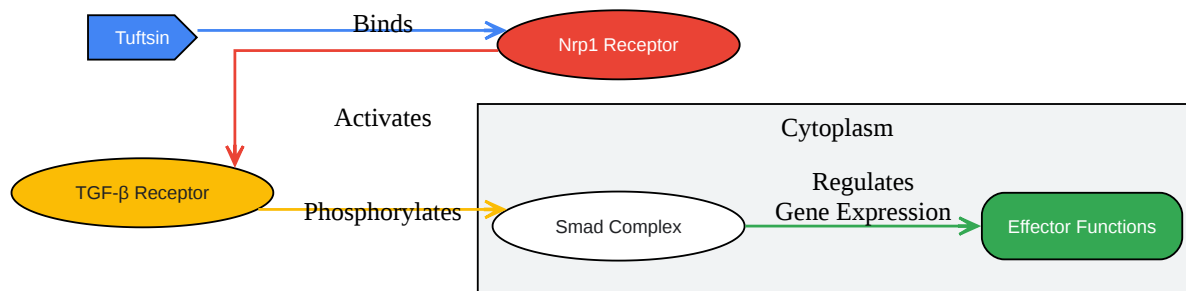 Tuftsin
Binds
Nrp1 Receptor
Activates
Cytoplasm
TGF-β Receptor
Phosphorylates
Smad Complex
Regulates
Gene Expression
Effector Functions